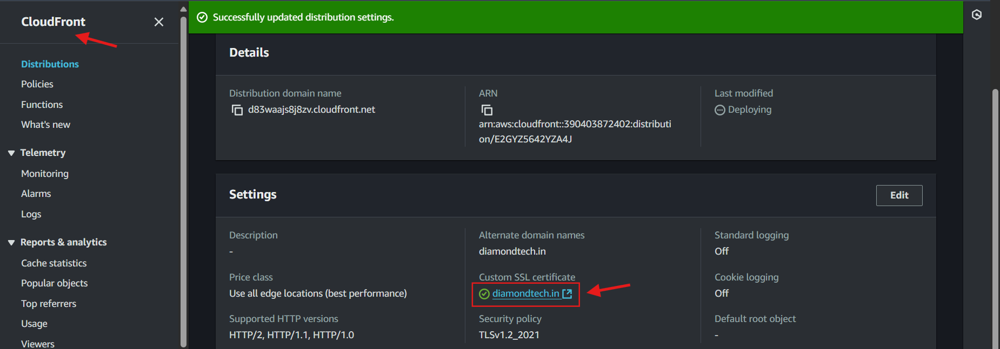 CloudFront
Distributions
Policies
Functions
What's new
Telemetry
Monitoring
Alarms
Logs
Reports & analytics
Cache statistics
Popular objects
Top referrers
Usage
Viewers
Successfully updated distribution settings.
Details
Distribution domain name
d83waajs8j8zv.cloudfront.net
ARN
arn:aws:cloudfront::390403872402:distributi
on/E2GYZ5642YZA4J
Last modified
Deploying
Settings
Edit
Description
-
Alternate domain names
diamondtech.in
Standard logging
Off
Price class
Use all edge locations (best performance)
Custom SSL certificate
diamondtech.in
Cookie logging
Off
Supported HTTP versions
HTTP/2, HTTP/1.1, HTTP/1.0
Security policy
TLSv1.2_2021
Default root object
-